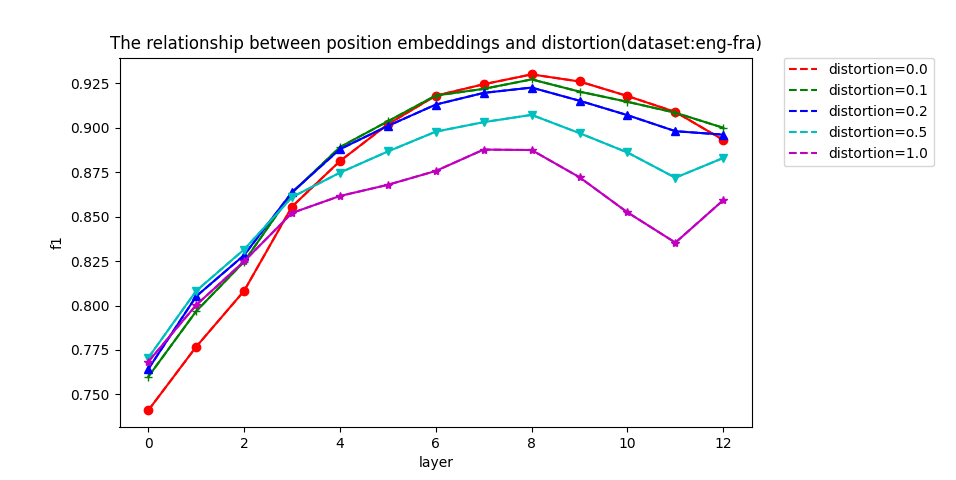 The relationship between position embeddings and distortion(dataset:eng-fra)
distortion=0.0
distortion=0.1
distortion=0.2
distortion=o.5
distortion=1.0
f1
0.925
0.900
0.875
0.850
0.825
0.800
0.775
0.750
0 2 4 6 8 10 12
layer